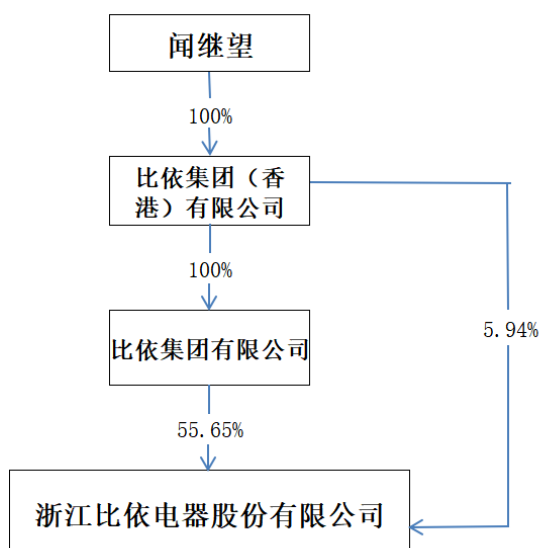 闻继望
100%
比依集团（香
港）有限公司
100%
比依集团有限公司
5.94%
55.65%
浙江比依电器股份有限公司